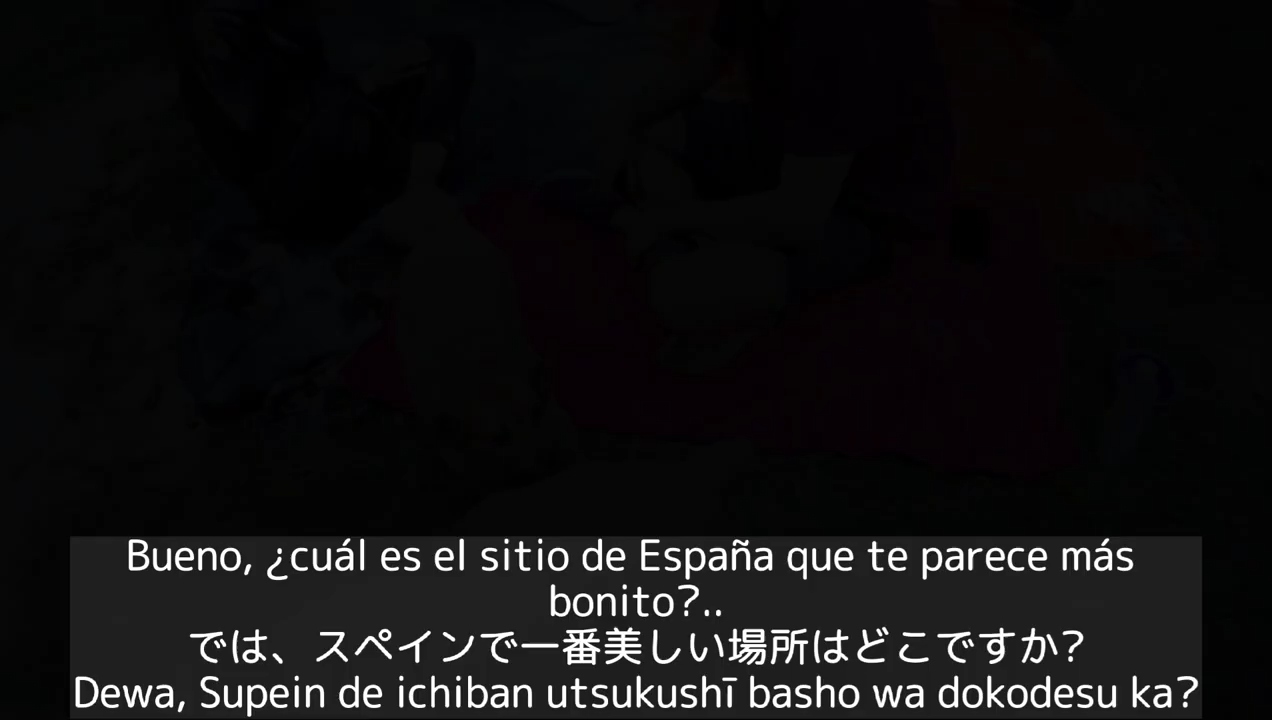 Bueno, ¿cuál es el sitio de España que te parece más
bonito?..
では、スペインで一番美しい場所はどこですか?
Dewa, Supein de ichiban utsukushī basho wa dokodesu ka?